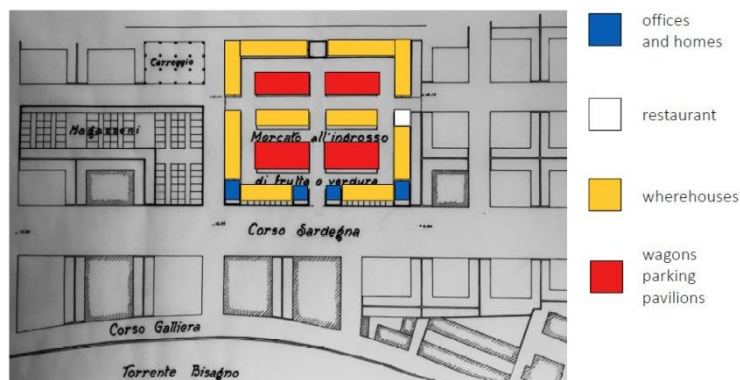 Carreggio
Magazzeni
Mercato all'ingrosso
di frutta e verdura
Corso Sardegna
Corso Galliera
Torrente Bisagno
offices
and homes
restaurant
wherehouses
wagons
parking
pavilions